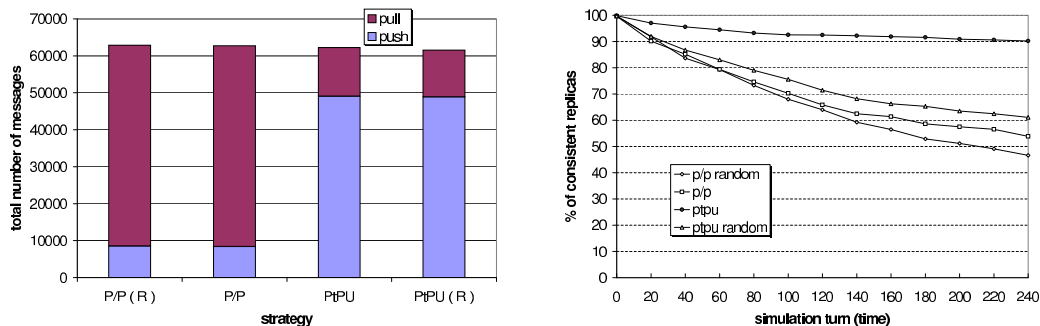 total number of messages
70000
60000
50000
40000
30000
20000
10000
0
pull
push
P/P ( R )
P/P
PtPU
PtPU ( R )
strategy
% of consistent replicas
100
90
80
70
60
50
40
30
20
10
0
p/p random
p/p
ptpu
ptpu random
0 20 40 60 80 100 120 140 160 180 200 220 240
simulation turn (time)